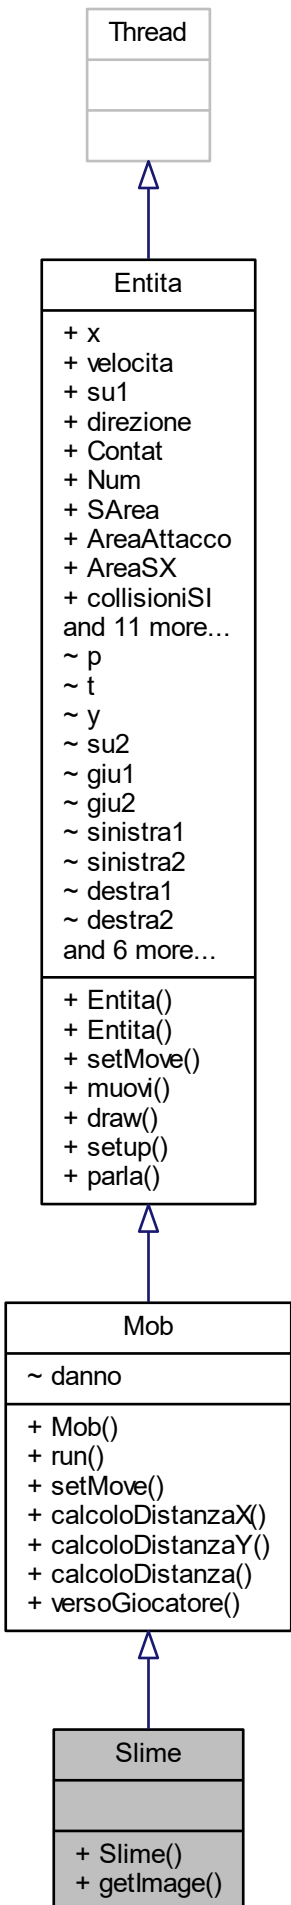 Thread
Entita
+ x
+ velocita
+ su1
+ direzione
+ Contat
+ Num
+ SArea
+ AreaAttacco
+ AreaSX
+ collisioniSI
and 11 more...
~ p
~ t
~ y
~ su2
~ giu1
~ giu2
~ sinistra1
~ sinistra2
~ destra1
~ destra2
and 6 more...
+ Entita()
+ Entita()
+ setMove()
+ muovi()
+ draw()
+ setup()
+ parla()
Mob
~ danno
+ Mob()
+ run()
+ setMove()
+ calcoloDistanzaX()
+ calcoloDistanzaY()
+ calcoloDistanza()
+ versoGiocatore()
Slime
+ Slime()
+ getImage()